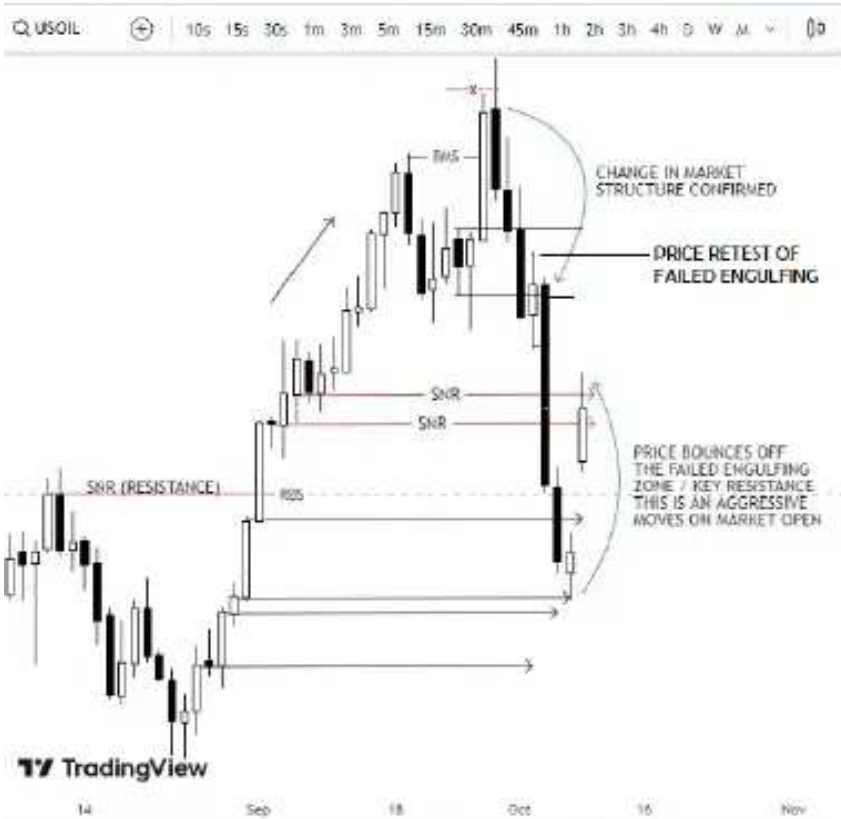 USOIL
10s 15s 30s 1m 3m 5m 15m 30m 45m 1h 2h 3h 4h D W M
X
BMS
CHANGE IN MARKET
STRUCTURE CONFIRMED
PRICE RETEST OF
FAILED ENGULFING
SNR
SNR
PRICE BOUNCES OFF
THE FAILED ENGULFING
ZONE / KEY RESISTANCE
THIS IS AN AGGRESSIVE
MOVES ON MARKET OPEN
SNR (RESISTANCE)
RBS
TradingView
14 Sep 18 Oct 16 Nov